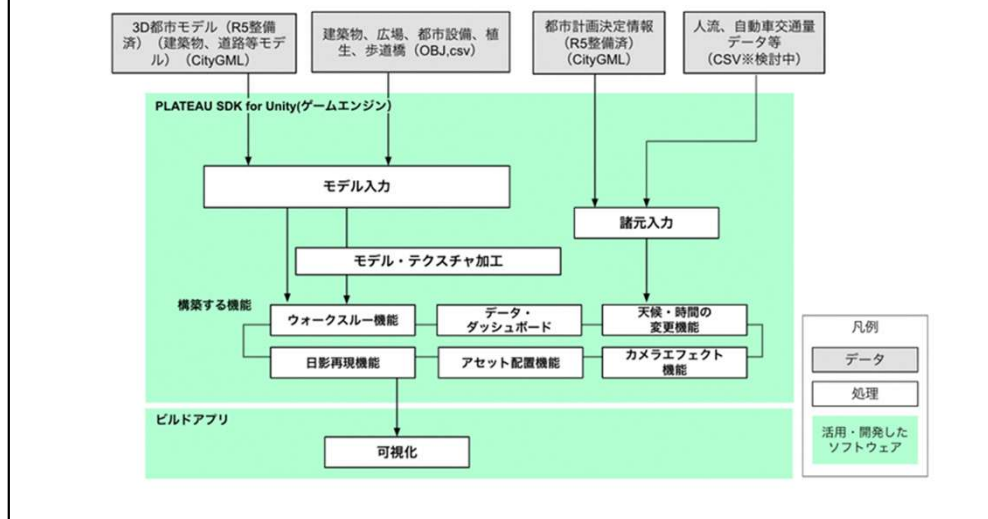 3D都市モデル（R5整備
済）（建築物、道路等モデ
ル）（CityGML）
建築物、広場、都市設備、植
生、歩道橋（OBJ,csv）
都市計画決定情報
（R5整備済）
（CityGML）
人流、自動車交通量
データ等
（CSV※検討中）
PLATEAU SDK for Unity(ゲームエンジン)
モデル入力
諸元入力
モデル・テクスチャ加工
構築する機能
ウォークスルー機能
データ・
ダッシュボード
天候・時間の
変更機能
日影再現機能
アセット配置機能
カメラエフェクト
機能
ビルドアプリ
可視化
凡例
データ
処理
活用・開発した
ソフトウェア